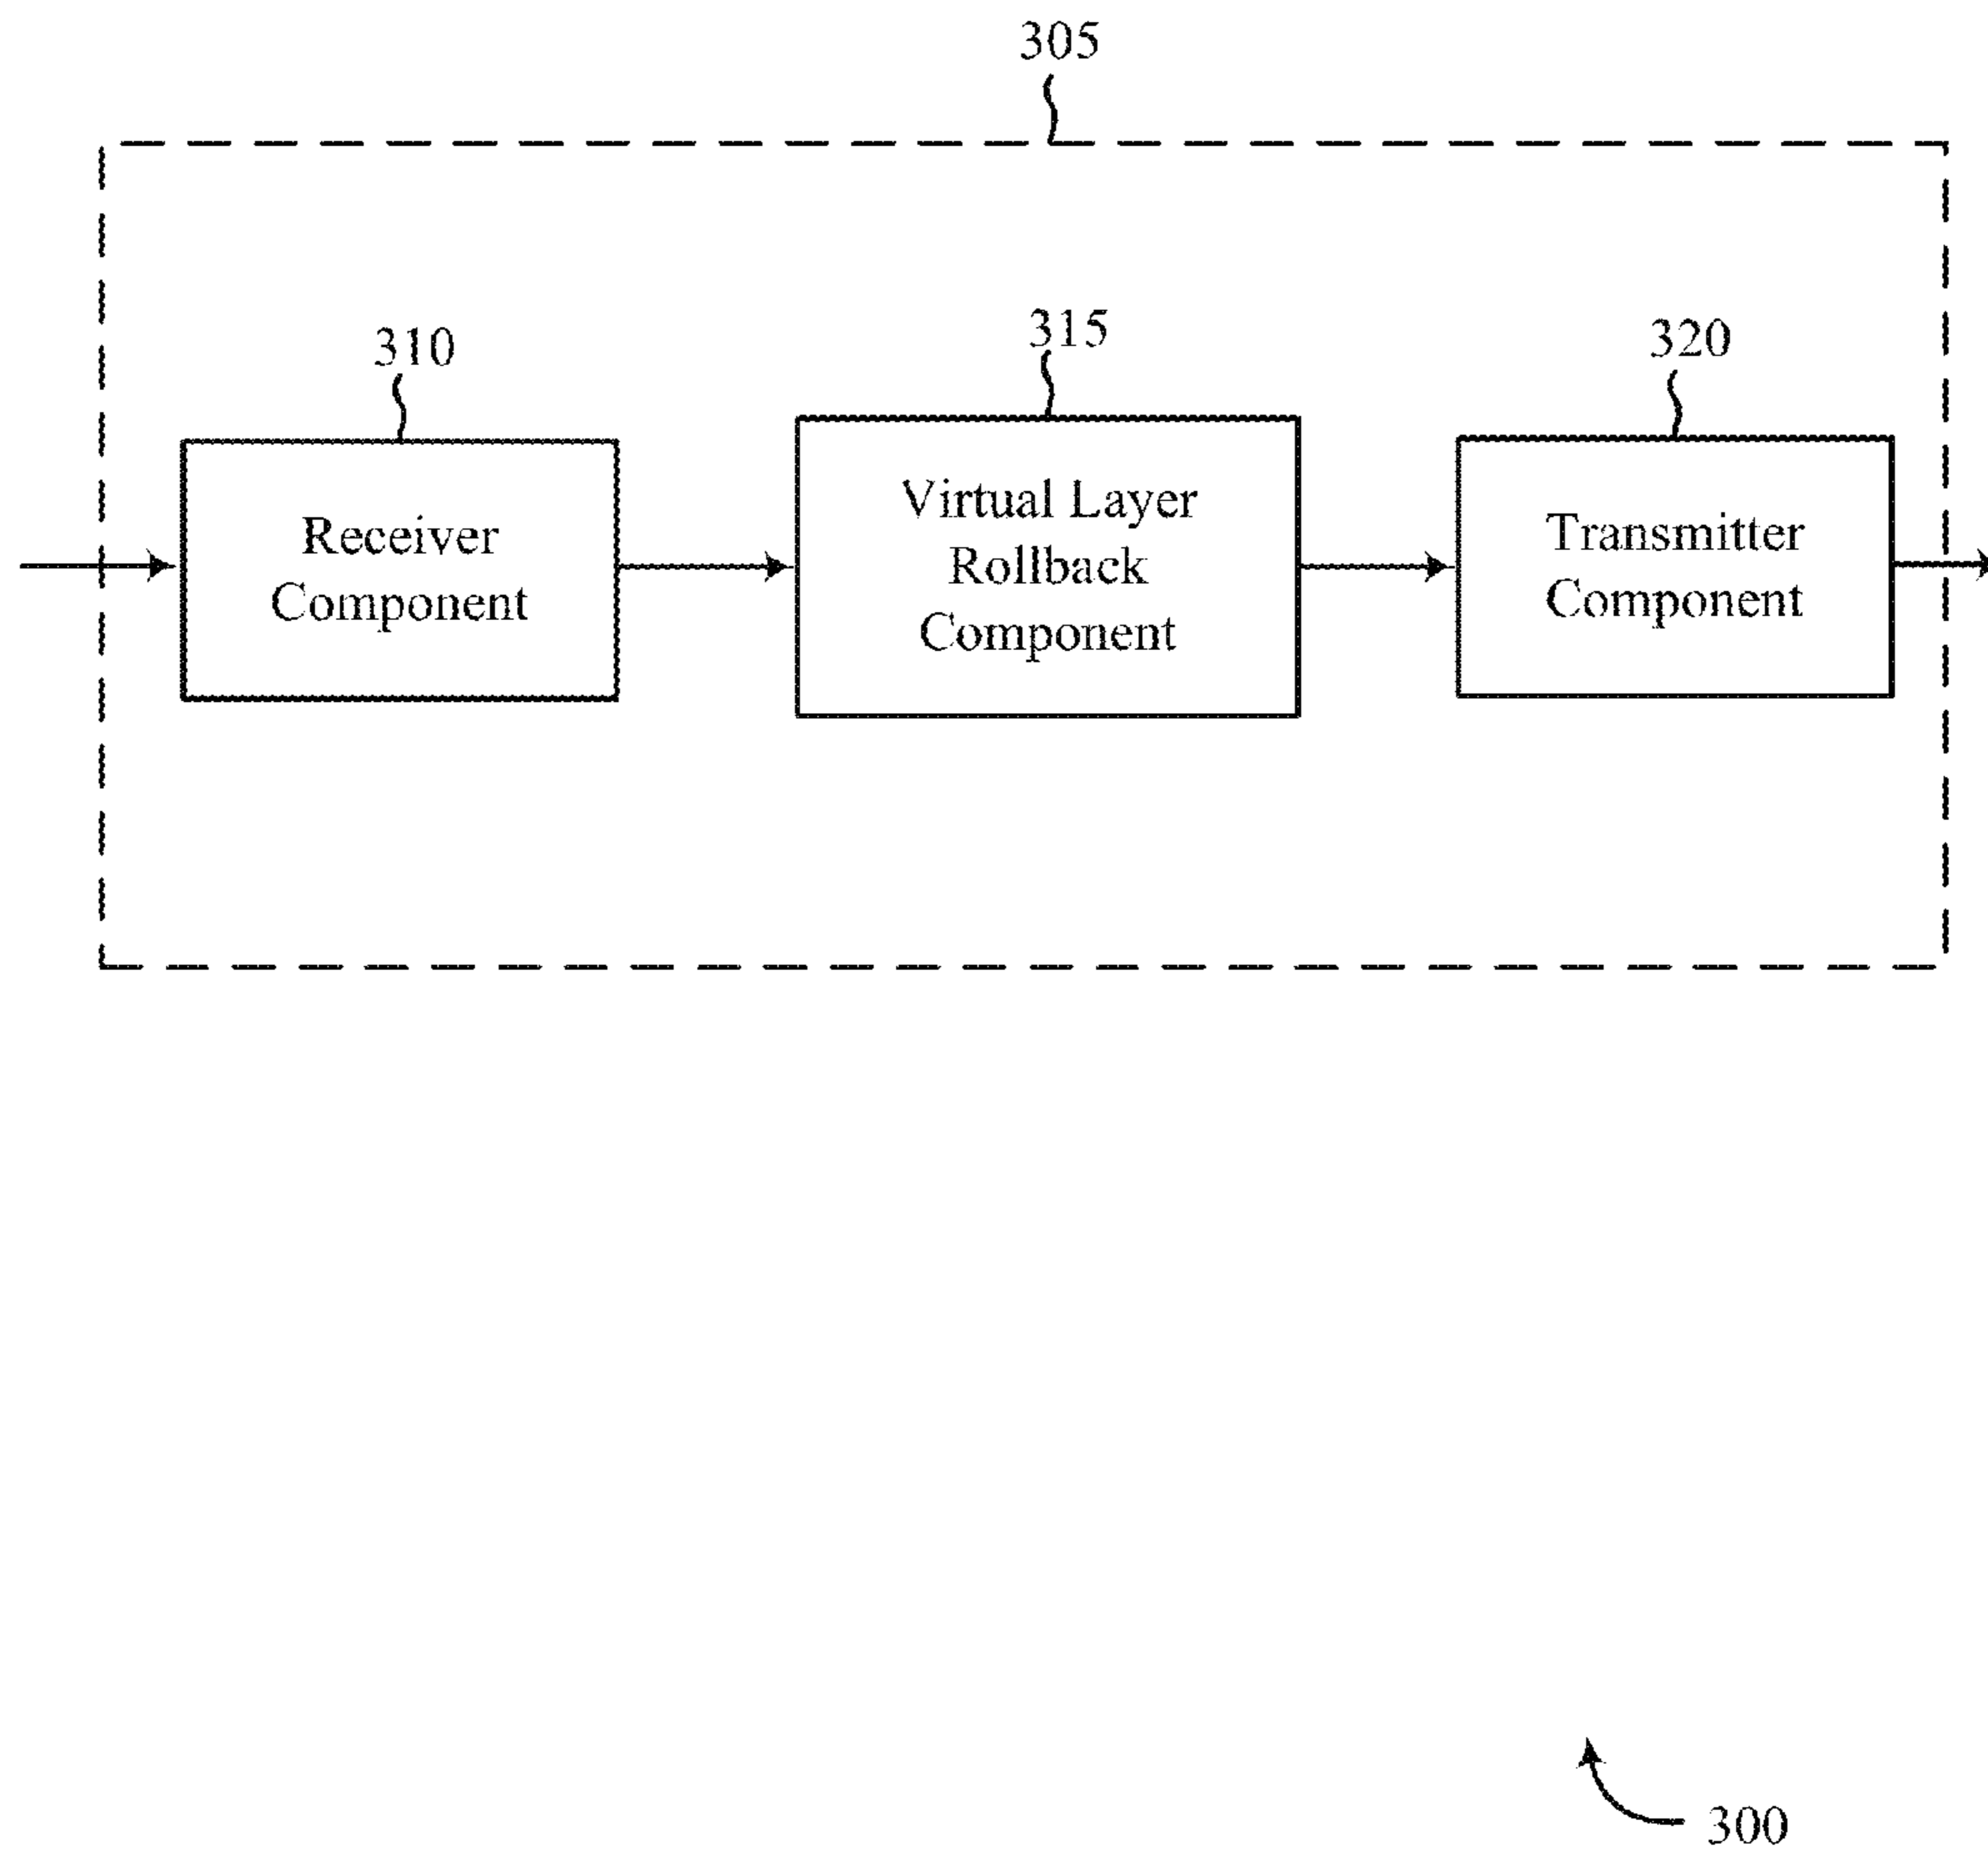 305
310
315
320
Receiver
Component
Virtual Layer
Rollback
Component
Transmitter
Component
300